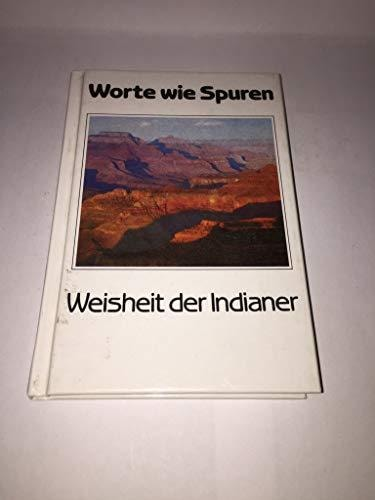 Worte wie Spuren
Weisheit der Indianer